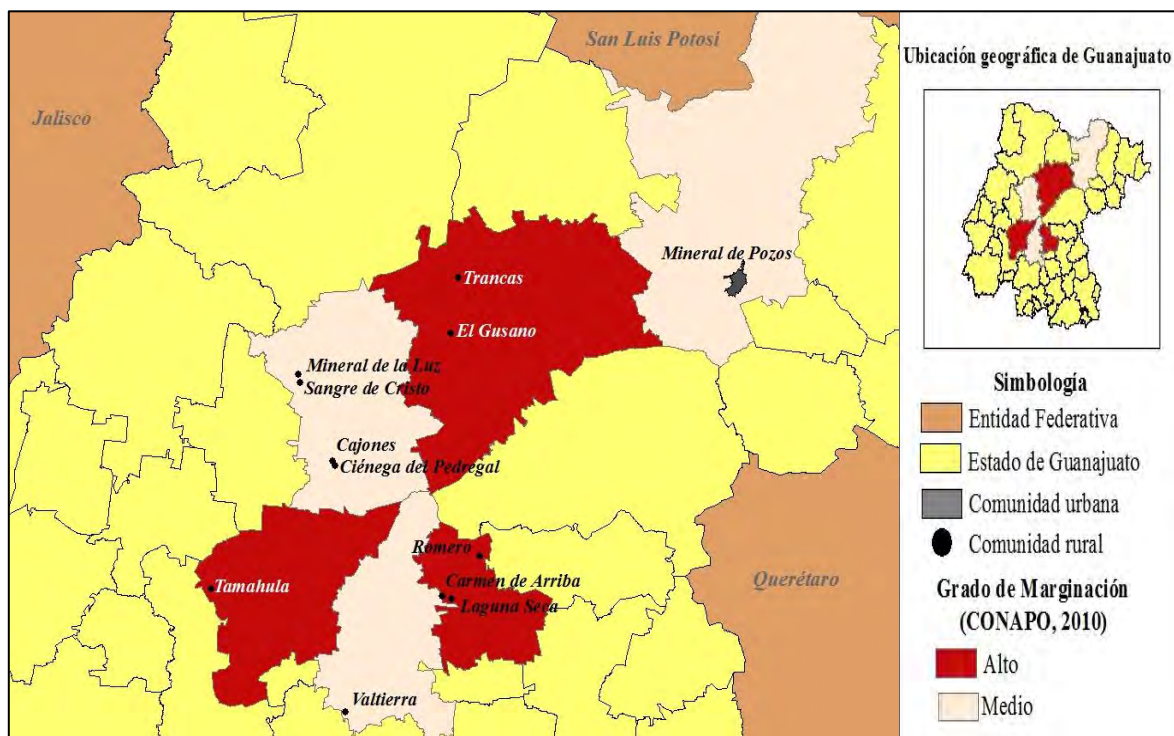 San Luis Potosí
Jalisco
Mineral de Pozos
Trancas
El Gusano
Mineral de la Luz
Sangre de Cristo
Cajones
Ciénega del Pedregal
Romero
Tamahula
Carmen de Arriba
Laguna Seca
Querétaro
Valtierra
Ubicación geográfica de Guanajuato
Simbología
Entidad Federativa
Estado de Guanajuato
Comunidad urbana
Comunidad rural
Grado de Marginación
(CONAPO, 2010)
Alto
Medio